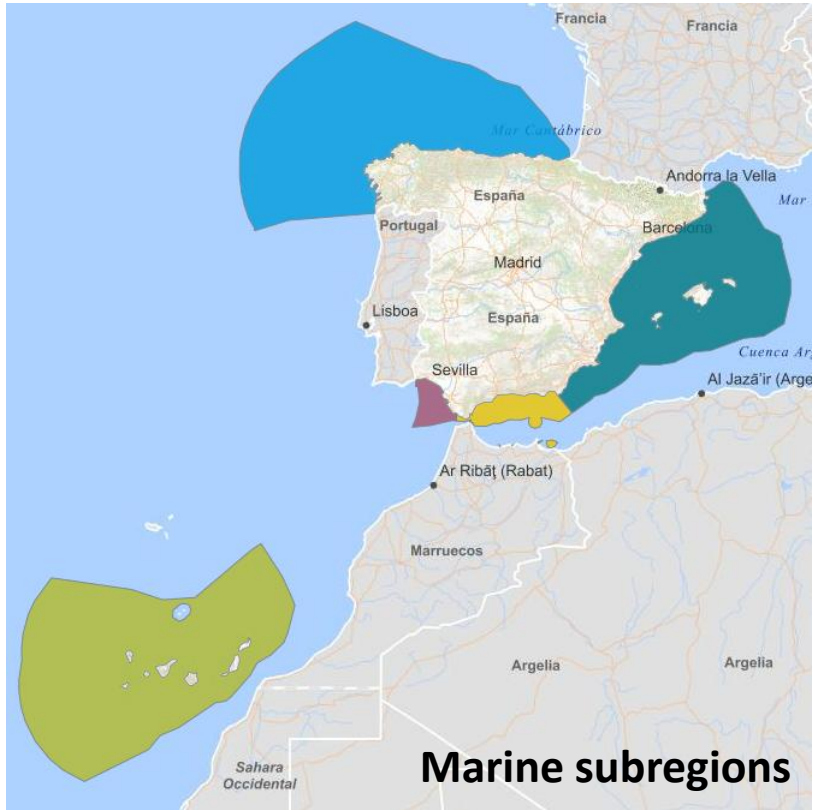 Francia
Francia
Mar Cantábrico
Andorra la Vella
España
Mar
Portugal
Barcelona
Madrid
Lisboa
España
Cuenca Arg
Sevilla
Al Jazā'ir (Arge
Ar Ribāţ (Rabat)
Marruecos
Argelia
Argelia
Sahara
Occidental
Marine subregions